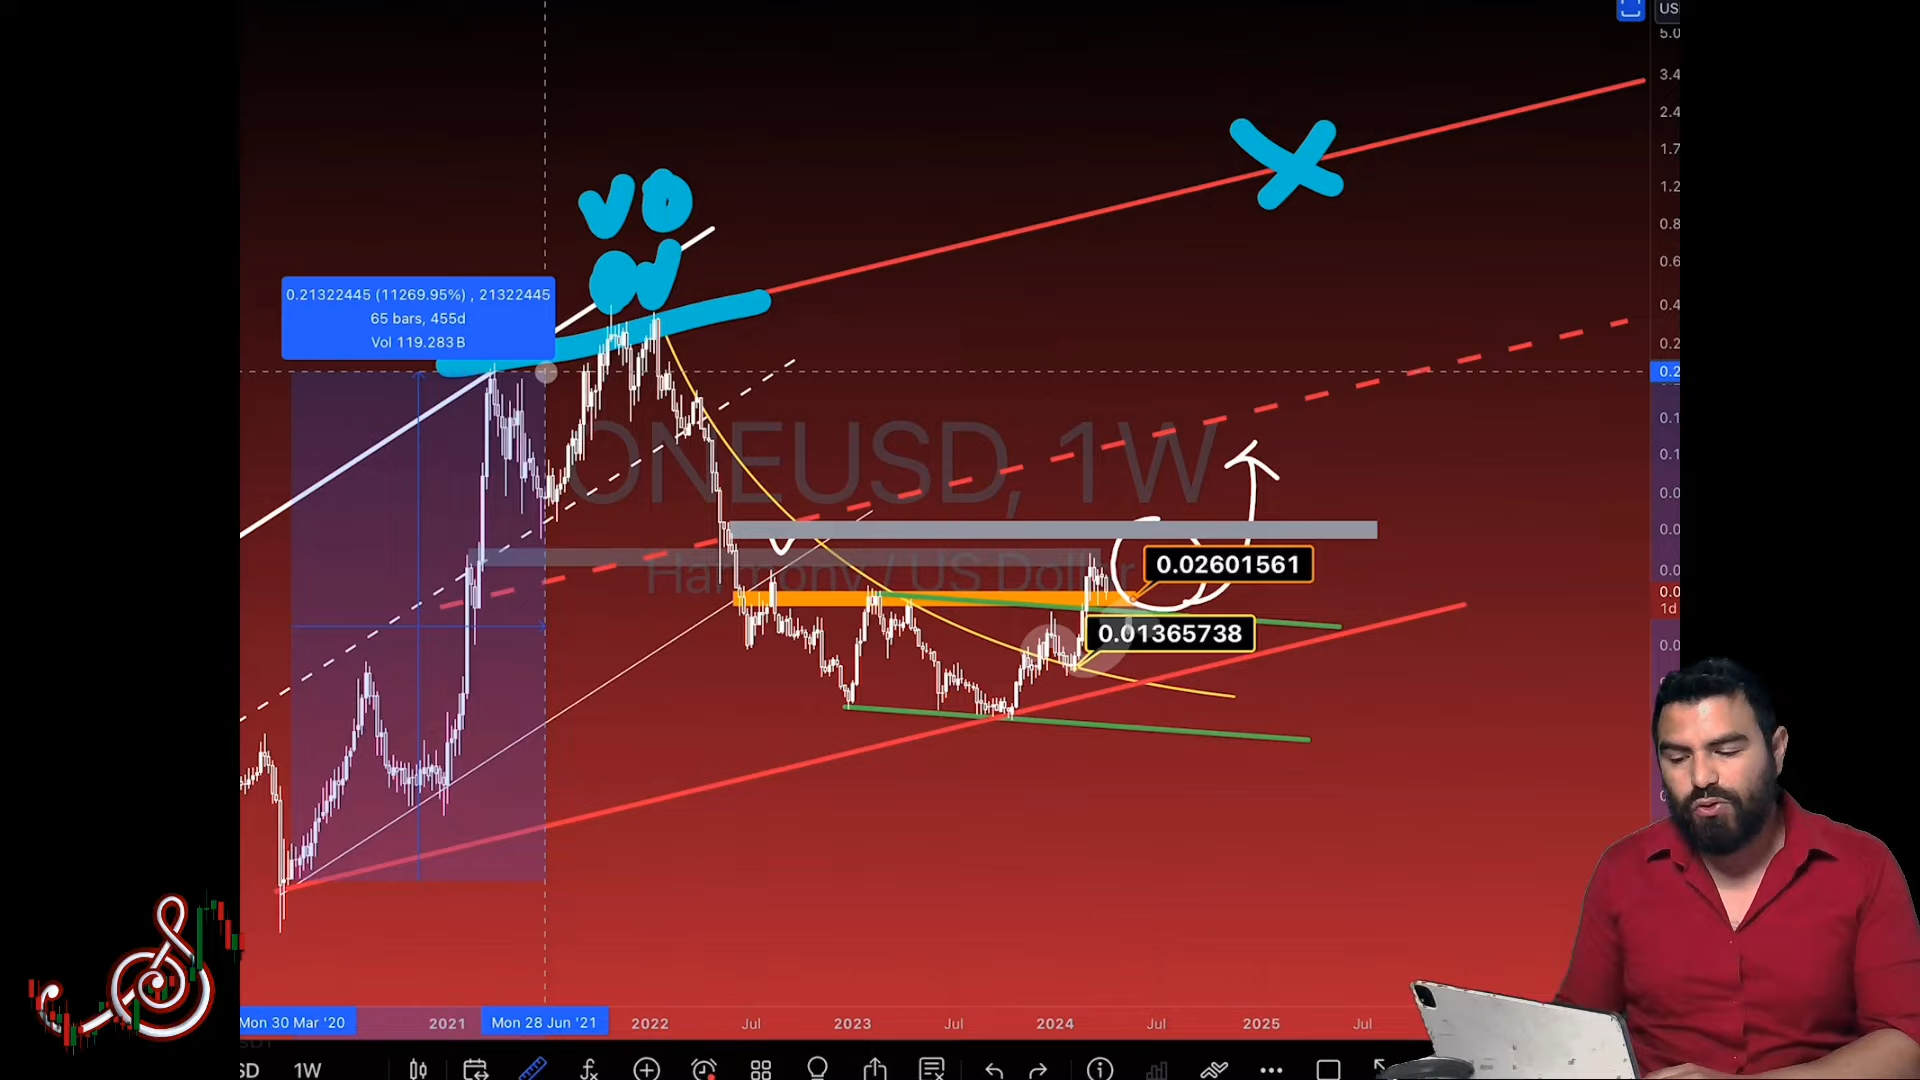 US
5.0
3.4
2.4
1.7
1.2
0.8
0.6
0.4
0.2
0.2
0.1
0.1
0.0
0.0
0.0
0.0
1d
0.0
0.21322445 (11269.95%) , 21322445
65 bars, 455d
Vol 119.283B
ONEUSD, 1W
Harmony / US Dollar
0.02601561
0.01365738
Mon 30 Mar '20
2021
Mon 28 Jun '21
2022
Jul
2023
Jul
2024
Jul
2025
Jul
SD
1W